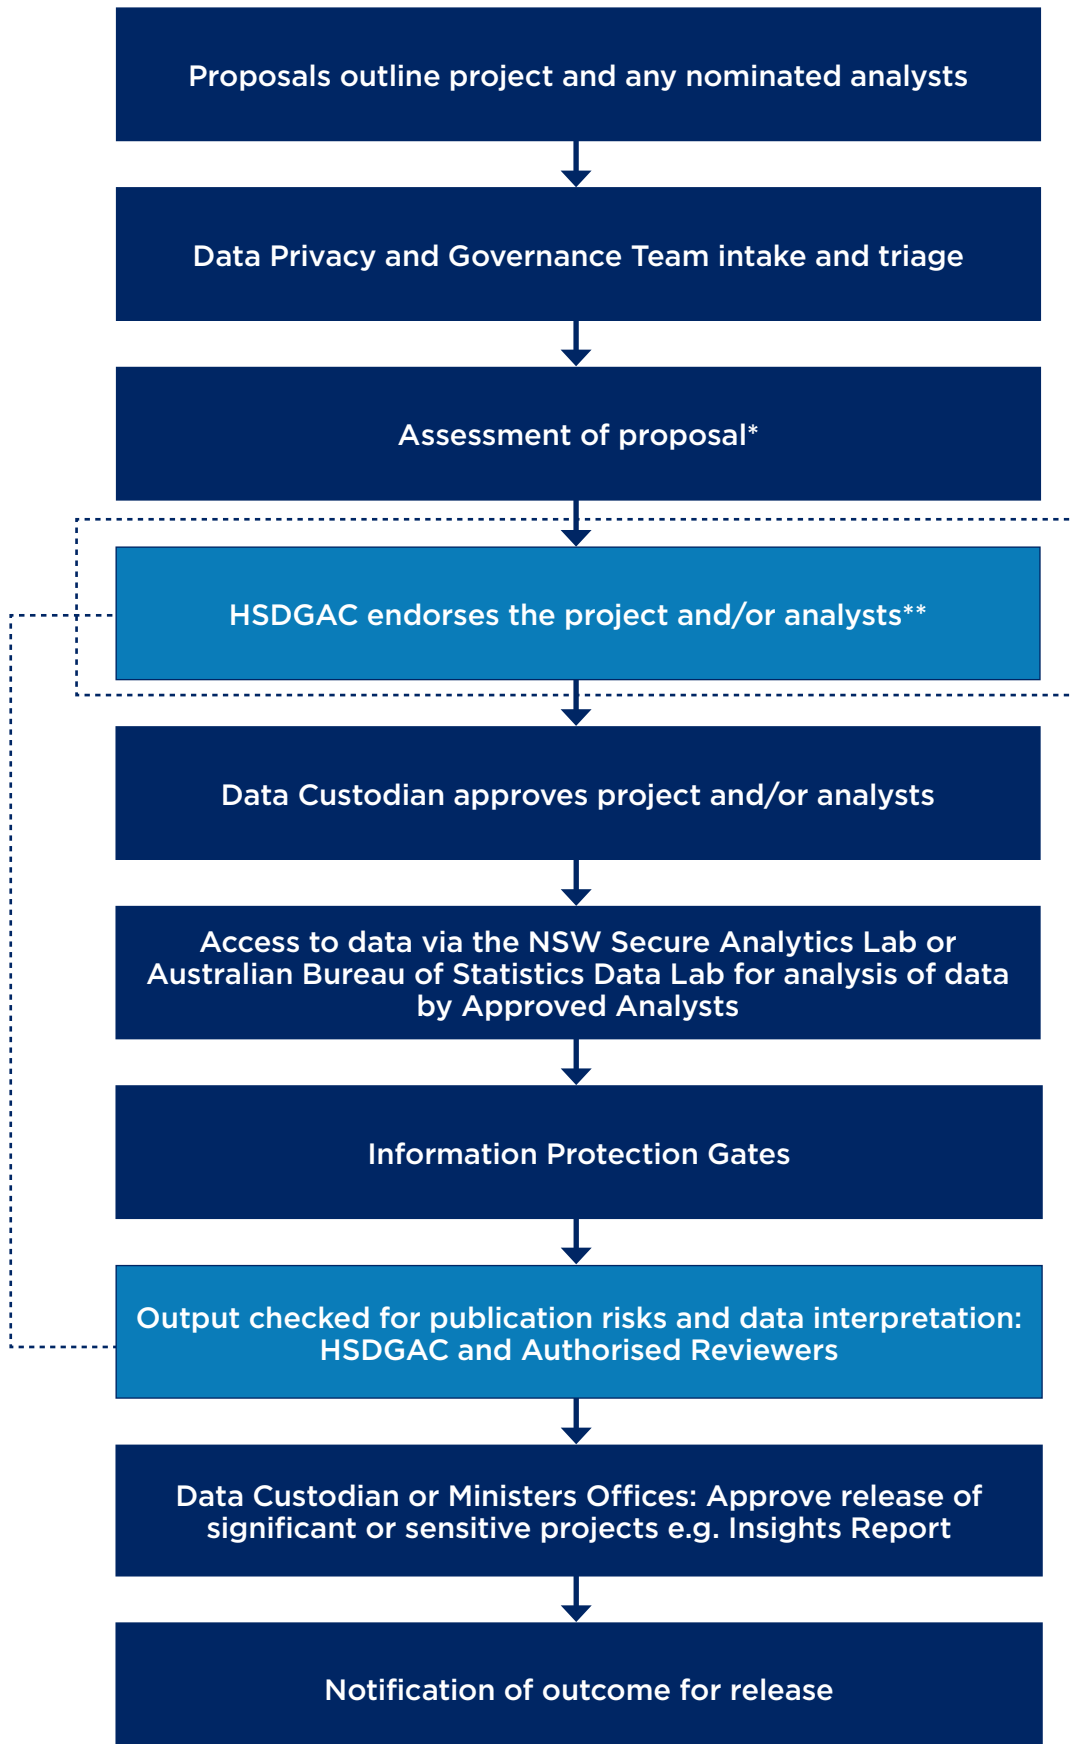 Proposals outline project and any nominated analysts
Data Privacy and Governance Team intake and triage
Assessment of proposal*
HSDGAC endorses the project and/or analysts**
Data Custodian approves project and/or analysts
Access to data via the NSW Secure Analytics Lab or
Australian Bureau of Statistics Data Lab for analysis of data
by Approved Analysts
Information Protection Gates
Output checked for publication risks and data interpretation:
HSDGAC and Authorised Reviewers
Data Custodian or Ministers Offices: Approve release of
significant or sensitive projects e.g. Insights Report
Notification of outcome for release